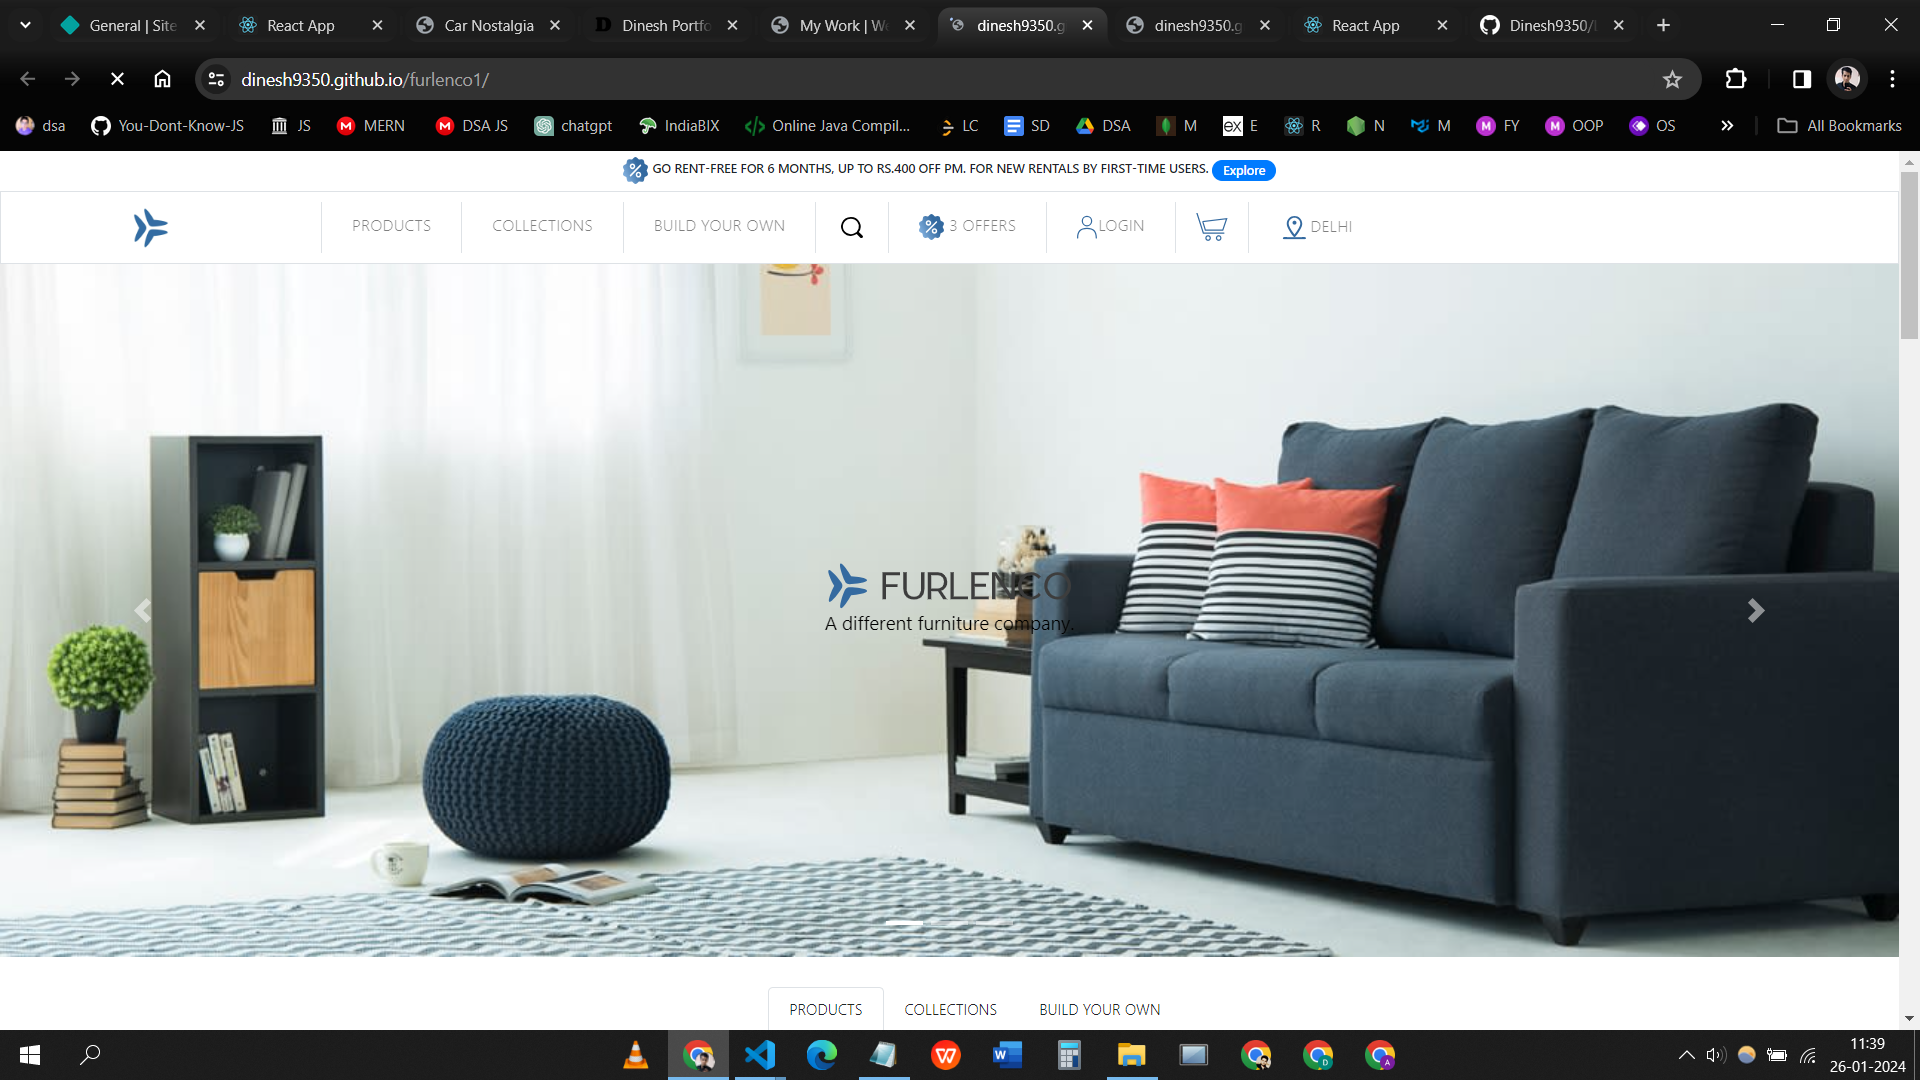 General | Site
React App
Car Nostalgia
Dinesh Portfo
My Work | We
dinesh9350.g
dinesh9350.g
React App
Dinesh9350/
dinesh9350.github.io/furlenco1/
dsa
You-Dont-Know-JS
JS
MERN
DSA JS
chatgpt
IndiaBIX
Online Java Compil...
LC
SD
DSA
M
ex E
R
N
M
FY
OOP
OS
All Bookmarks
GO RENT-FREE FOR 6 MONTHS, UP TO RS.400 OFF PM. FOR NEW RENTALS BY FIRST-TIME USERS. Explore
PRODUCTS
COLLECTIONS
BUILD YOUR OWN
3 OFFERS
LOGIN
DELHI
FURLENCO
A different furniture company.
PRODUCTS
COLLECTIONS
BUILD YOUR OWN
11:39
26-01-2024